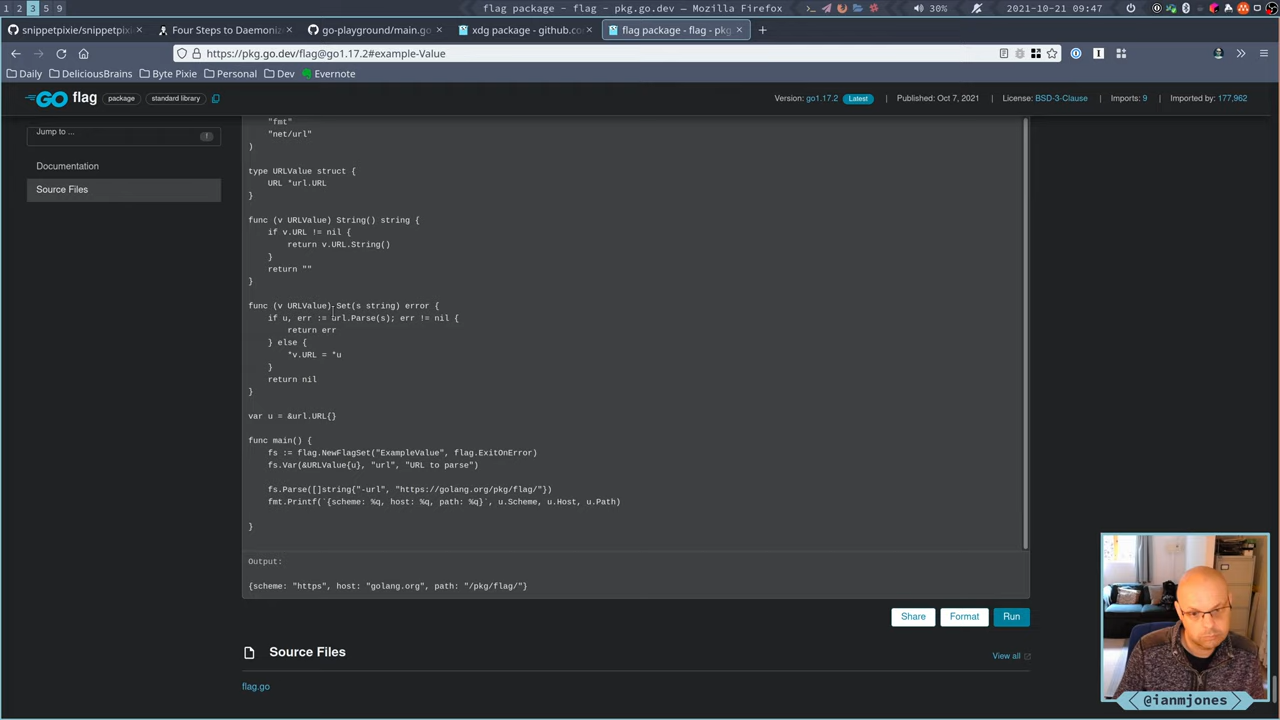 1 2 3 5 9
flag package - flag - pkg.go.dev — Mozilla Firefox
30%
2021-10-21 09:47
snippetpixie/snippetpixi
Four Steps to Daemoniz
go-playground/main.go
xdg package - github.co
flag package - flag - pkg
https://pkg.go.dev/flag@go1.17.2#example-Value
Daily
DeliciousBrains
Byte Pixie
Personal
Dev
Evernote
GO flag
package
standard library
Version: go1.17.2
Latest
Published: Oct 7, 2021
License: BSD-3-Clause
Imports: 9
Imported by: 177,962
Jump to ...
Documentation
Source Files
"fmt"
"net/url"
)
type URLValue struct {
URL *url.URL
}
func (v URLValue) String() string {
if v.URL != nil {
return v.URL.String()
}
return ""
}
func (v URLValue) Set(s string) error {
if u, err := url.Parse(s); err != nil {
return err
} else {
*v.URL = *u
}
return nil
}
var u = &url.URL{}
func main() {
fs := flag.NewFlagSet("ExampleValue", flag.ExitOnError)
fs.Var(&URLValue{u}, "url", "URL to parse")
fs.Parse([]string{"-url", "https://golang.org/pkg/flag/"})
fmt.Printf(`{scheme: %q, host: %q, path: %q}`, u.Scheme, u.Host, u.Path)
}
Output:
{scheme: "https", host: "golang.org", path: "/pkg/flag/"}
Share
Format
Run
Source Files
View all
flag.go
@ianmjones